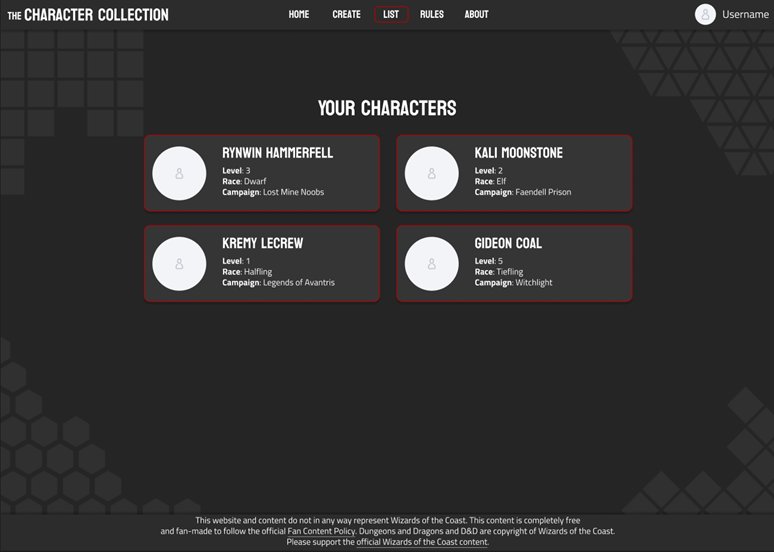 THE CHARACTER COLLECTION HOME CREATE LIST RULES ABOUT Username
YOUR CHARACTERS
RYNWIN HAMMERFELL
Level: 3
Race: Dwarf
Campaign: Lost Mine Noobs
KALI MOONSTONE
Level: 2
Race: Elf
Campaign: Faendell Prison
KREMY LECREW
Level: 1
Race: Halfling
Campaign: Legends of Avantris
GIDEON COAL
Level: 5
Race: Tiefling
Campaign: Witchlight
This website and content do not in any way represent Wizards of the Coast. This content is completely free
and fan-made to follow the official Fan Content Policy. Dungeons and Dragons and D&D are copyright of Wizards of the Coast.
Please support the official Wizards of the Coast content.